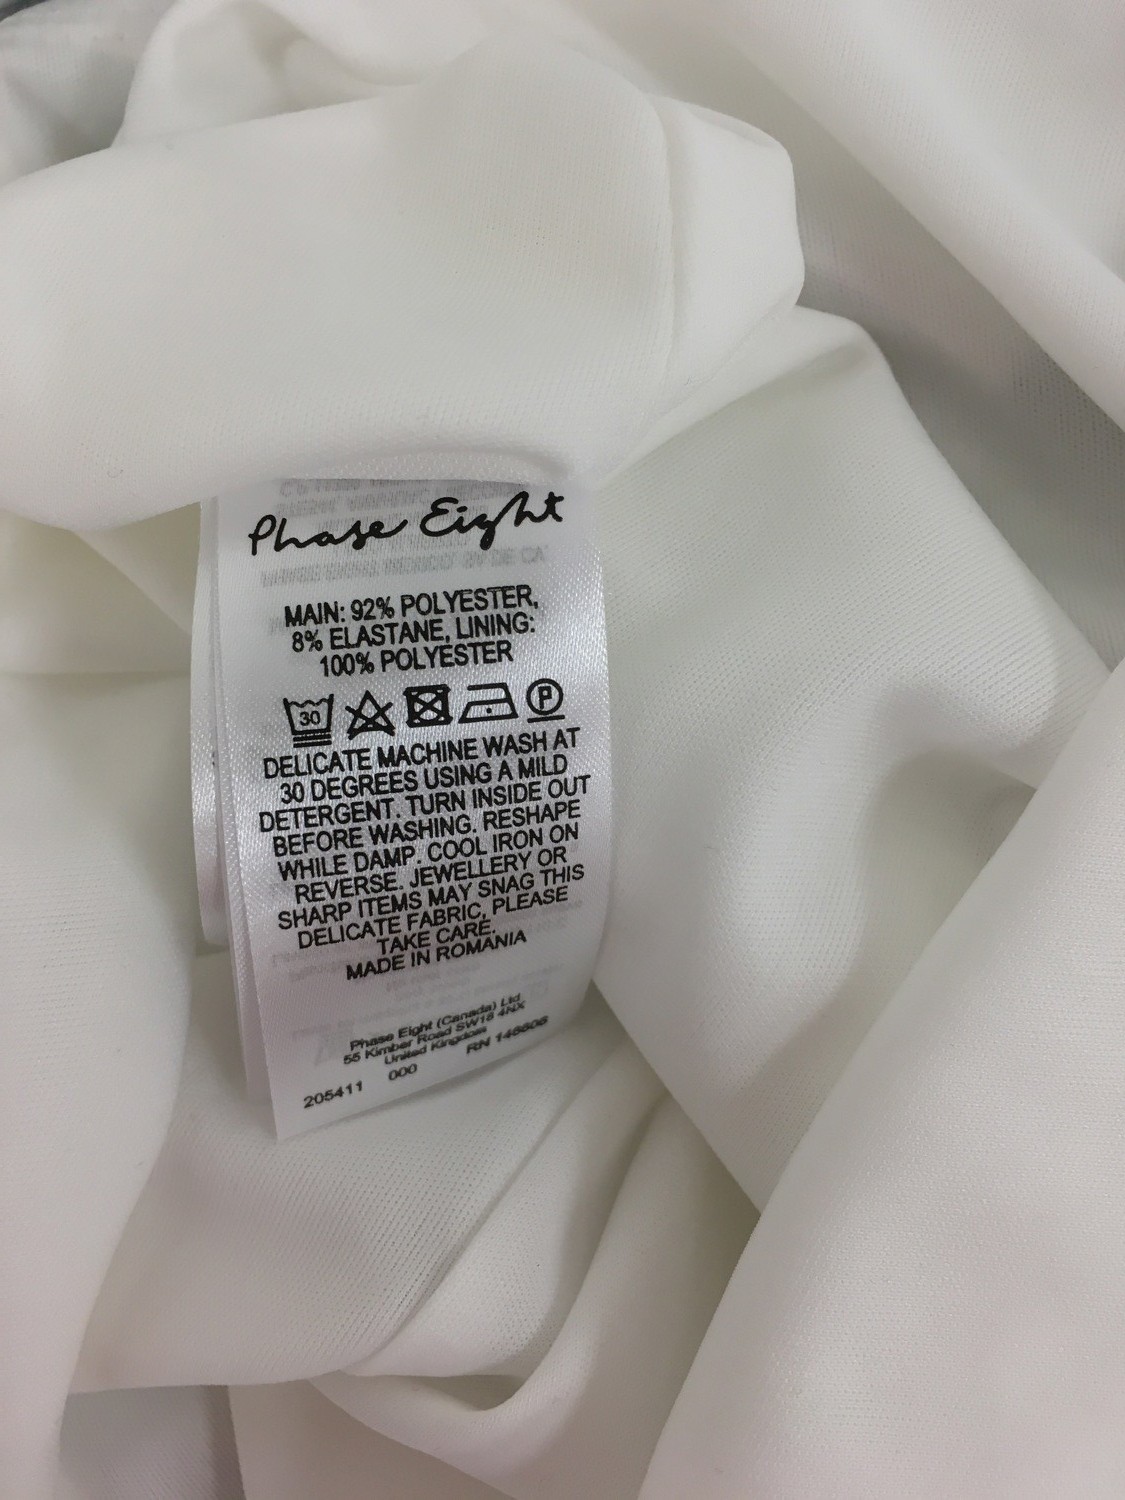 Phase Eight
MAIN: 92% POLYESTER,
8% ELASTANE, LINING:
100% POLYESTER
30
P
DELICATE MACHINE WASH AT
30 DEGREES USING A MILD
DETERGENT. TURN INSIDE OUT
BEFORE WASHING. RESHAPE
WHILE DAMP. COOL IRON ON
REVERSE. JEWELLERY OR
SHARP ITEMS MAY SNAG THIS
DELICATE FABRIC, PLEASE
TAKE CARE.
MADE IN ROMANIA
Phase Eight (Canada) Ltd
55 Kimber Road SW18 4NX
United Kingdom
RN
205411 000